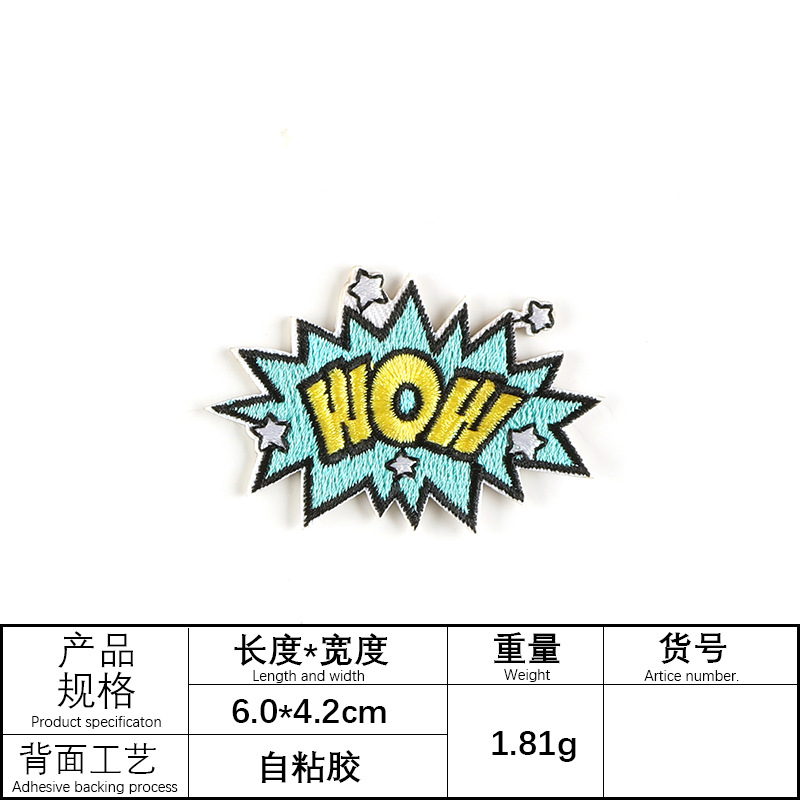 WOW
产品
规格
Product specificaton
长度*宽度
Length and width
重量
Weight
货号
Artice number.
6.0*4.2cm
1.81g
背面工艺
Adhesive backing process
自粘胶